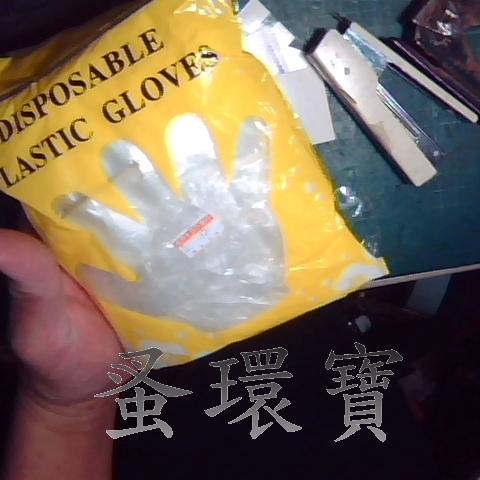 DISPOSABLE
LASTIC GLOVES
蚤環寶